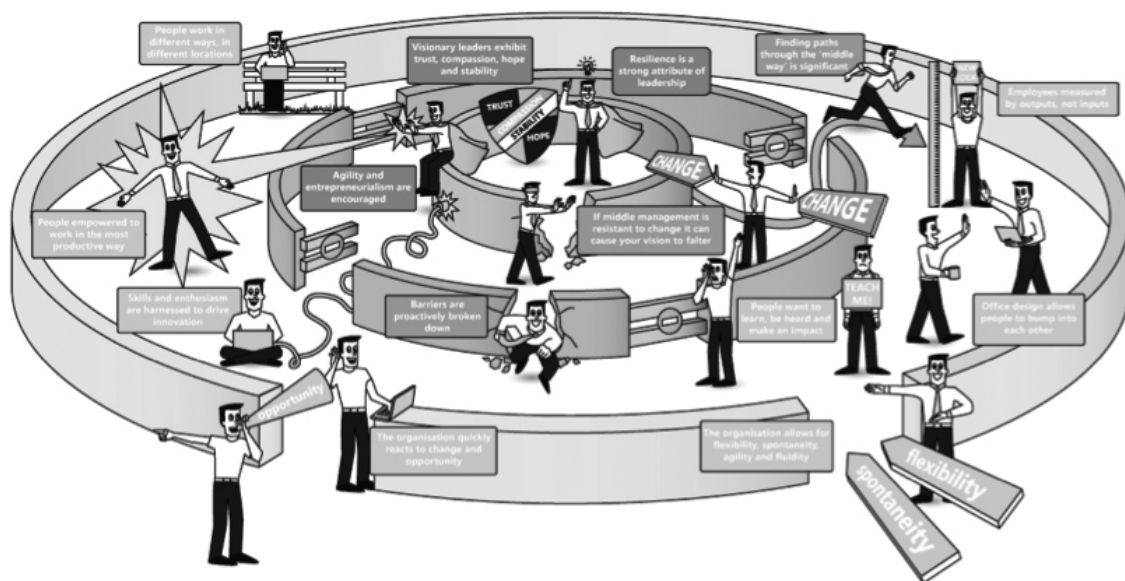 People work in
different ways, in
different locations
Visionary leaders exhibit
trust, compassion, hope
and stability
Resilience is a
strong attribute of
leadership
Finding paths
through the ‘middle
way’ is significant
Employees measured
by outputs, not inputs
TRUST
COMPASSION
STABILITY
HOPE
Agility and
entrepreneurialism are
encouraged
CHANGE
CHANGE
People empowered to
work in the most
productive way
If middle management is
resistant to change it can
cause your vision to falter
Skills and enthusiasm
are harnessed to drive
innovation
Barriers are
proactively broken
down
People want to
learn, be heard and
make an impact
TEACH
ME!
Office design allows
people to bump into
each other
opportunity
The organisation quickly
reacts to change and
opportunity
The organisation allows for
flexibility, spontaneity,
agility and fluidity
flexibility
spontaneity